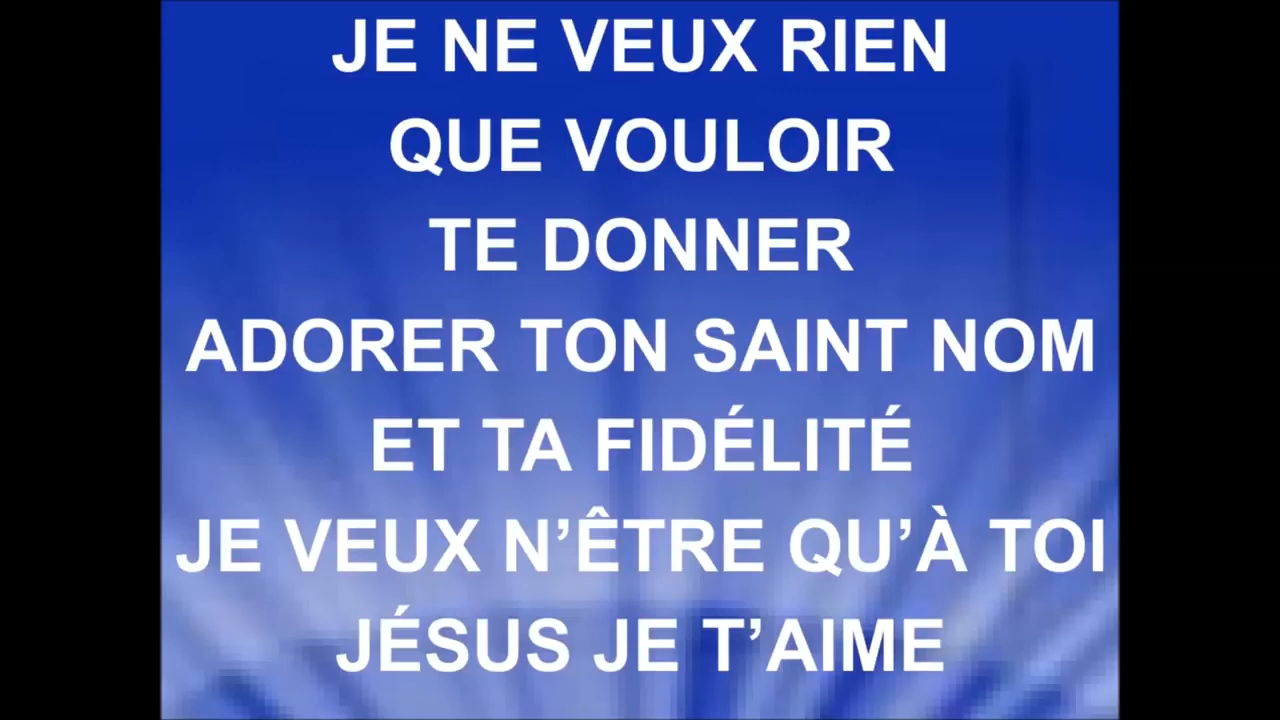 JE NE VEUX RIEN
QUE VOULOIR
TE DONNER
ADORER TON SAINT NOM
ET TA FIDÉLITÉ
JE VEUX N’ÊTRE QU’À TOI
JÉSUS JE T’AIME